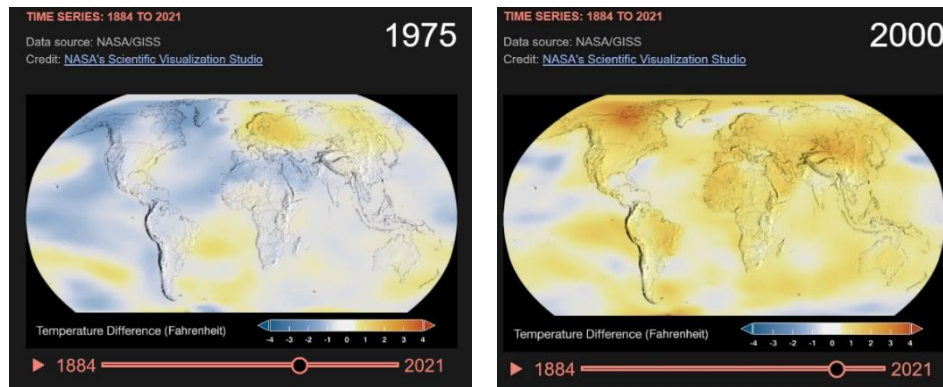 TIME SERIES: 1884 TO 2021
Data source: NASA/GISS
Credit: NASA's Scientific Visualization Studio
1975
Temperature Difference (Fahrenheit)
-4 -3 -2 -1 0 1 2 3 4
1884
2021
TIME SERIES: 1884 TO 2021
Data source: NASA/GISS
Credit: NASA's Scientific Visualization Studio
2000
Temperature Difference (Fahrenheit)
-4 -3 -2 -1 0 1 2 3 4
1884
2021